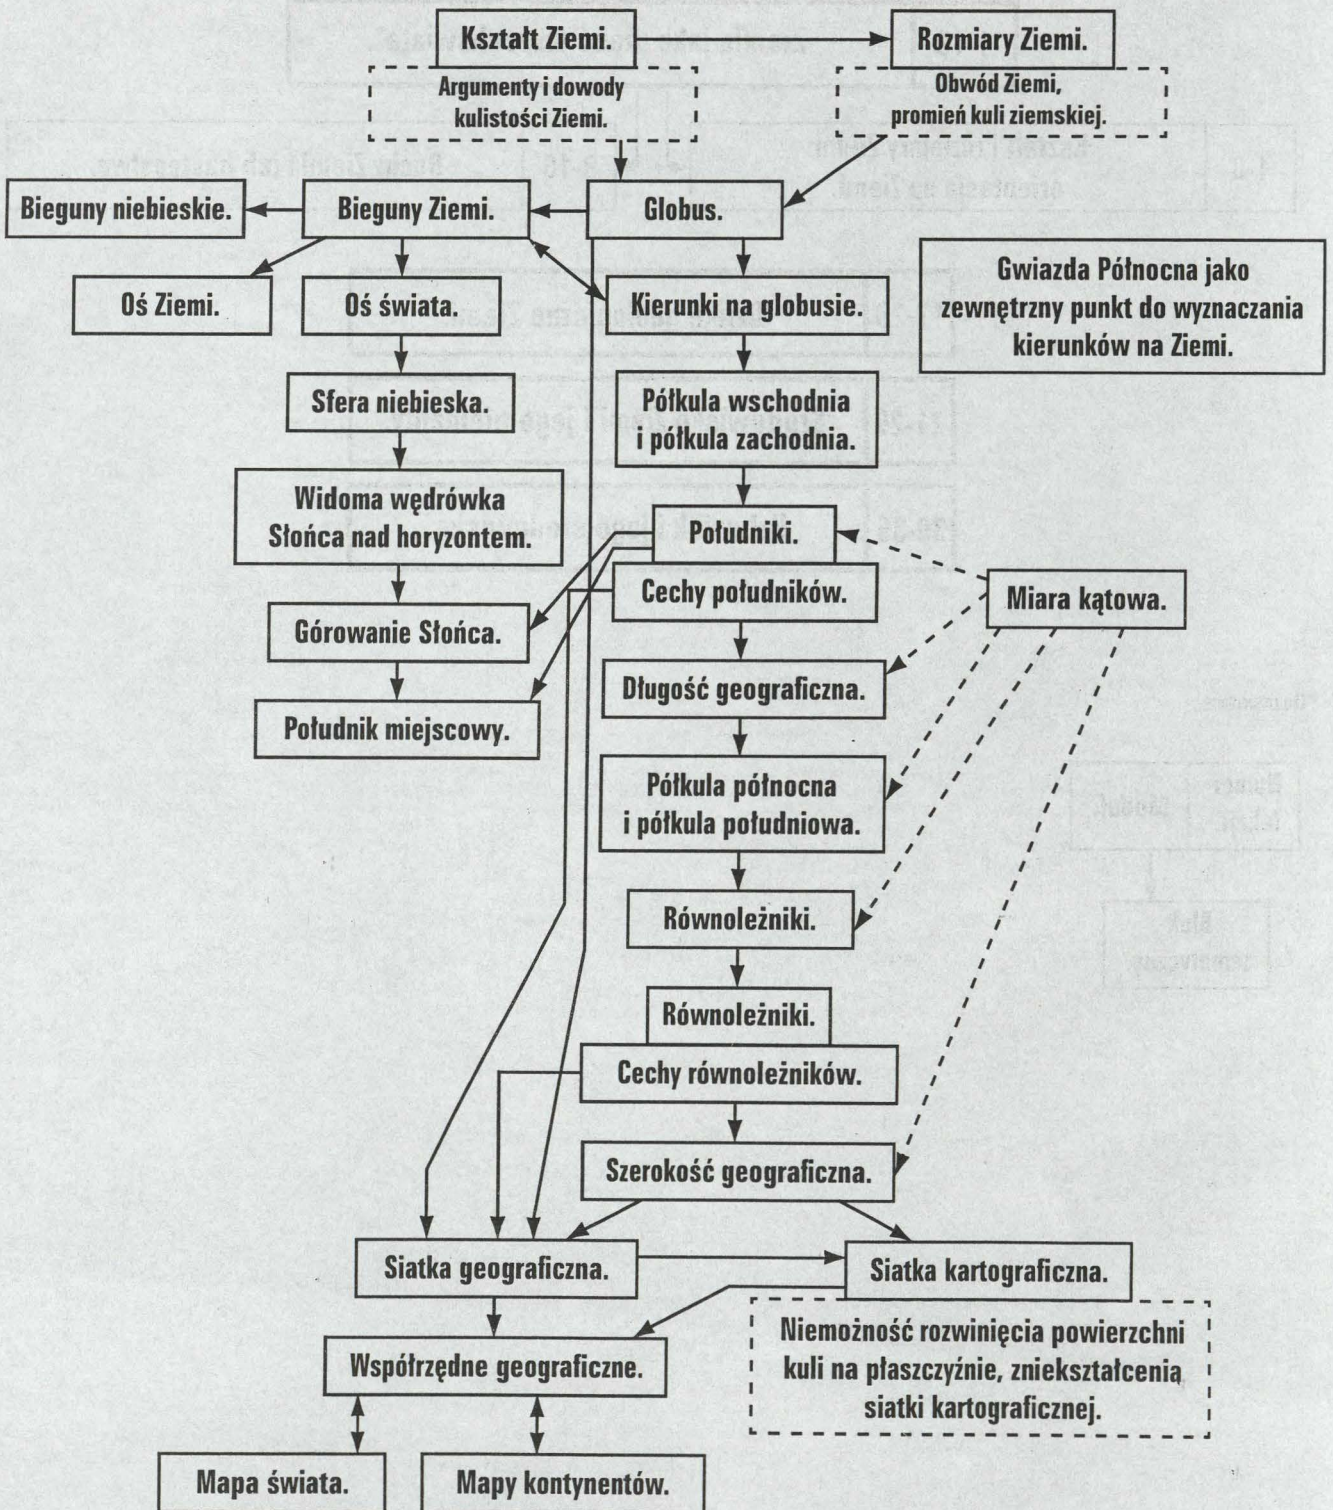 Kształt Ziemi.
Rozmiary Ziemi.
Argumenty i dowody
kulistości Ziemi.
Obwód Ziemi,
promień kuli ziemskiej.
Bieguny niebieskie.
Bieguny Ziemi.
Globus.
Oś Ziemi.
Oś świata.
Kierunki na globusie.
Gwiazda Północna jako
zewnętrzny punkt do wyznaczania
kierunków na Ziemi.
Sfera niebieska.
Półkula wschodnia
i półkula zachodnia.
Widoma wędrówka
Słońca nad horyzontem.
Południki.
Cechy południków.
Miara kątowa.
Górowanie Słońca.
Długość geograficzna.
Południk miejscowy.
Półkula północna
i półkula południowa.
Równoleżniki.
Równoleżniki.
Cechy równoleżników.
Szerokość geograficzna.
Siatka geograficzna.
Siatka kartograficzna.
Niemożność rozwinięcia powierzchni
kuli na płaszczyźnie, zniekształcenia
siatki kartograficznej.
Współrzędne geograficzne.
Mapa świata.
Mapy kontynentów.